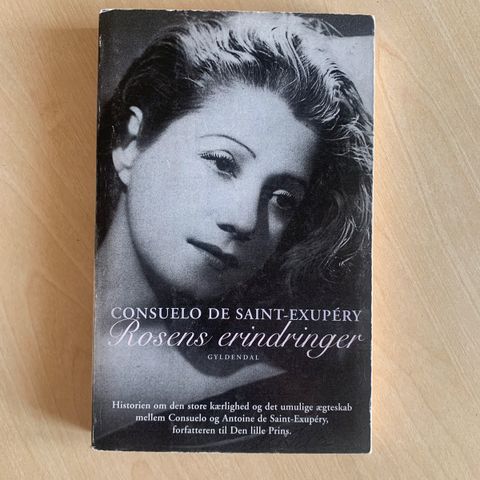 CONSUELO DE SAINT-EXUPÉRY
Rosens erindringer
GYLDENDAL
Historien om den store kærlighed og det umulige ægteskab
mellem Consuelo og Antoine de Saint-Exupéry,
forfatteren til Den lille Prins.